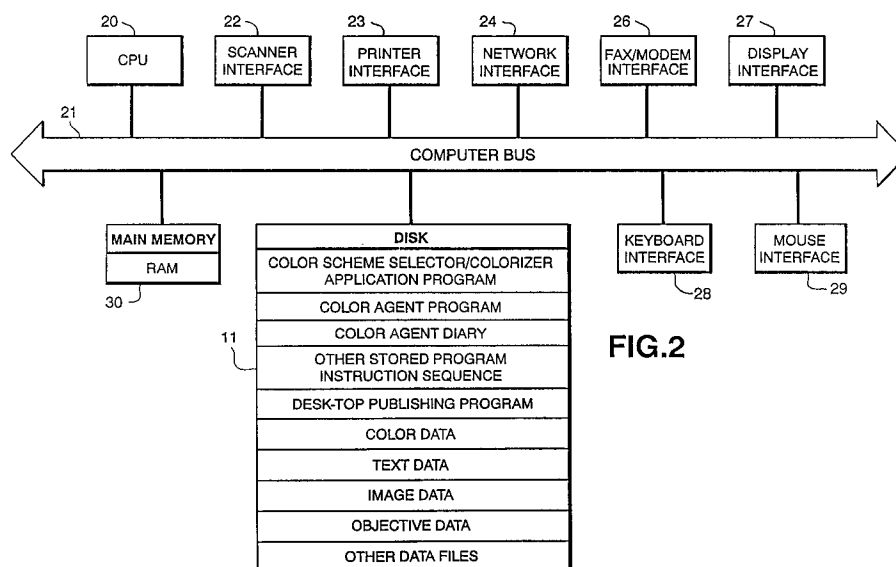 20
22
23
24
26
27
CPU
SCANNER
INTERFACE
PRINTER
INTERFACE
NETWORK
INTERFACE
FAX/MODEM
INTERFACE
DISPLAY
INTERFACE
21
COMPUTER BUS
MAIN MEMORY
RAM
30
DISK
COLOR SCHEME SELECTOR/COLORIZER
APPLICATION PROGRAM
COLOR AGENT PROGRAM
COLOR AGENT DIARY
OTHER STORED PROGRAM
INSTRUCTION SEQUENCE
DESK-TOP PUBLISHING PROGRAM
COLOR DATA
TEXT DATA
IMAGE DATA
OBJECTIVE DATA
OTHER DATA FILES
11
KEYBOARD
INTERFACE
28
MOUSE
INTERFACE
29
FIG.2